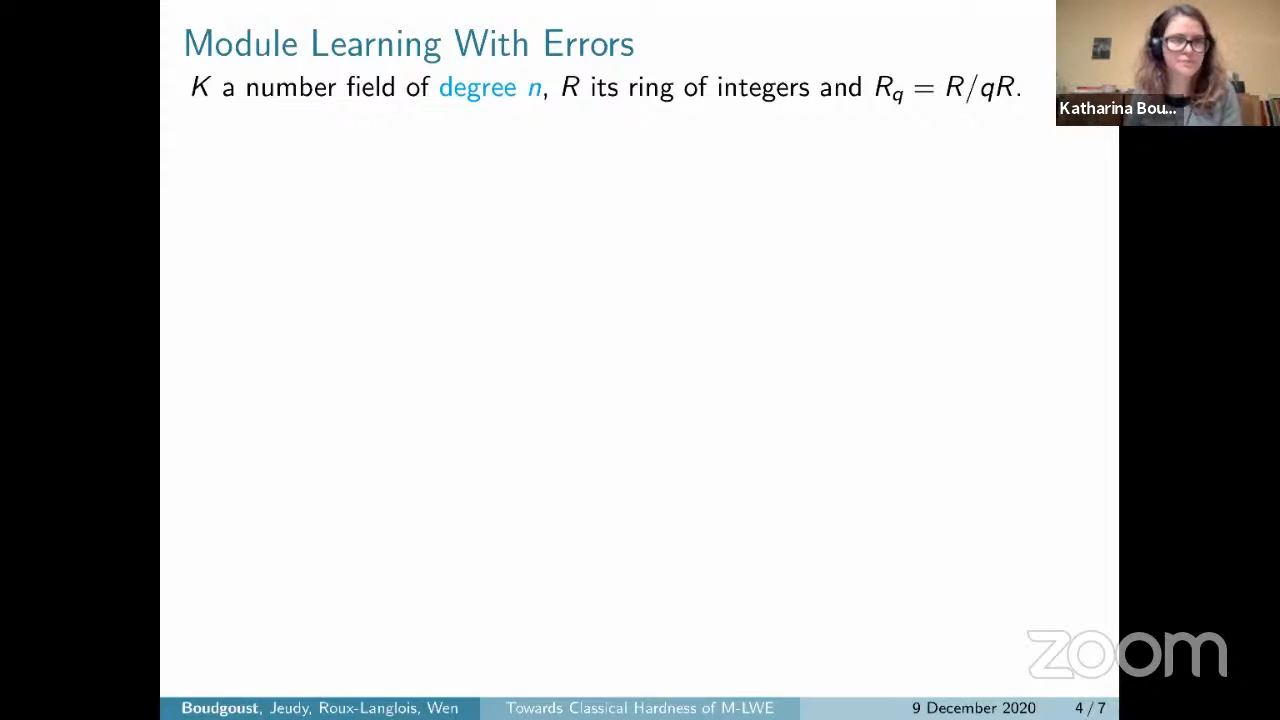 Module Learning With Errors
K a number field of degree n, R its ring of integers and R_q = R/qR.
Katharina Bou...
zoom
Boudgoust, Jeudy, Roux-Langlois, Wen Towards Classical Hardness of M-LWE 9 December 2020 4 / 7